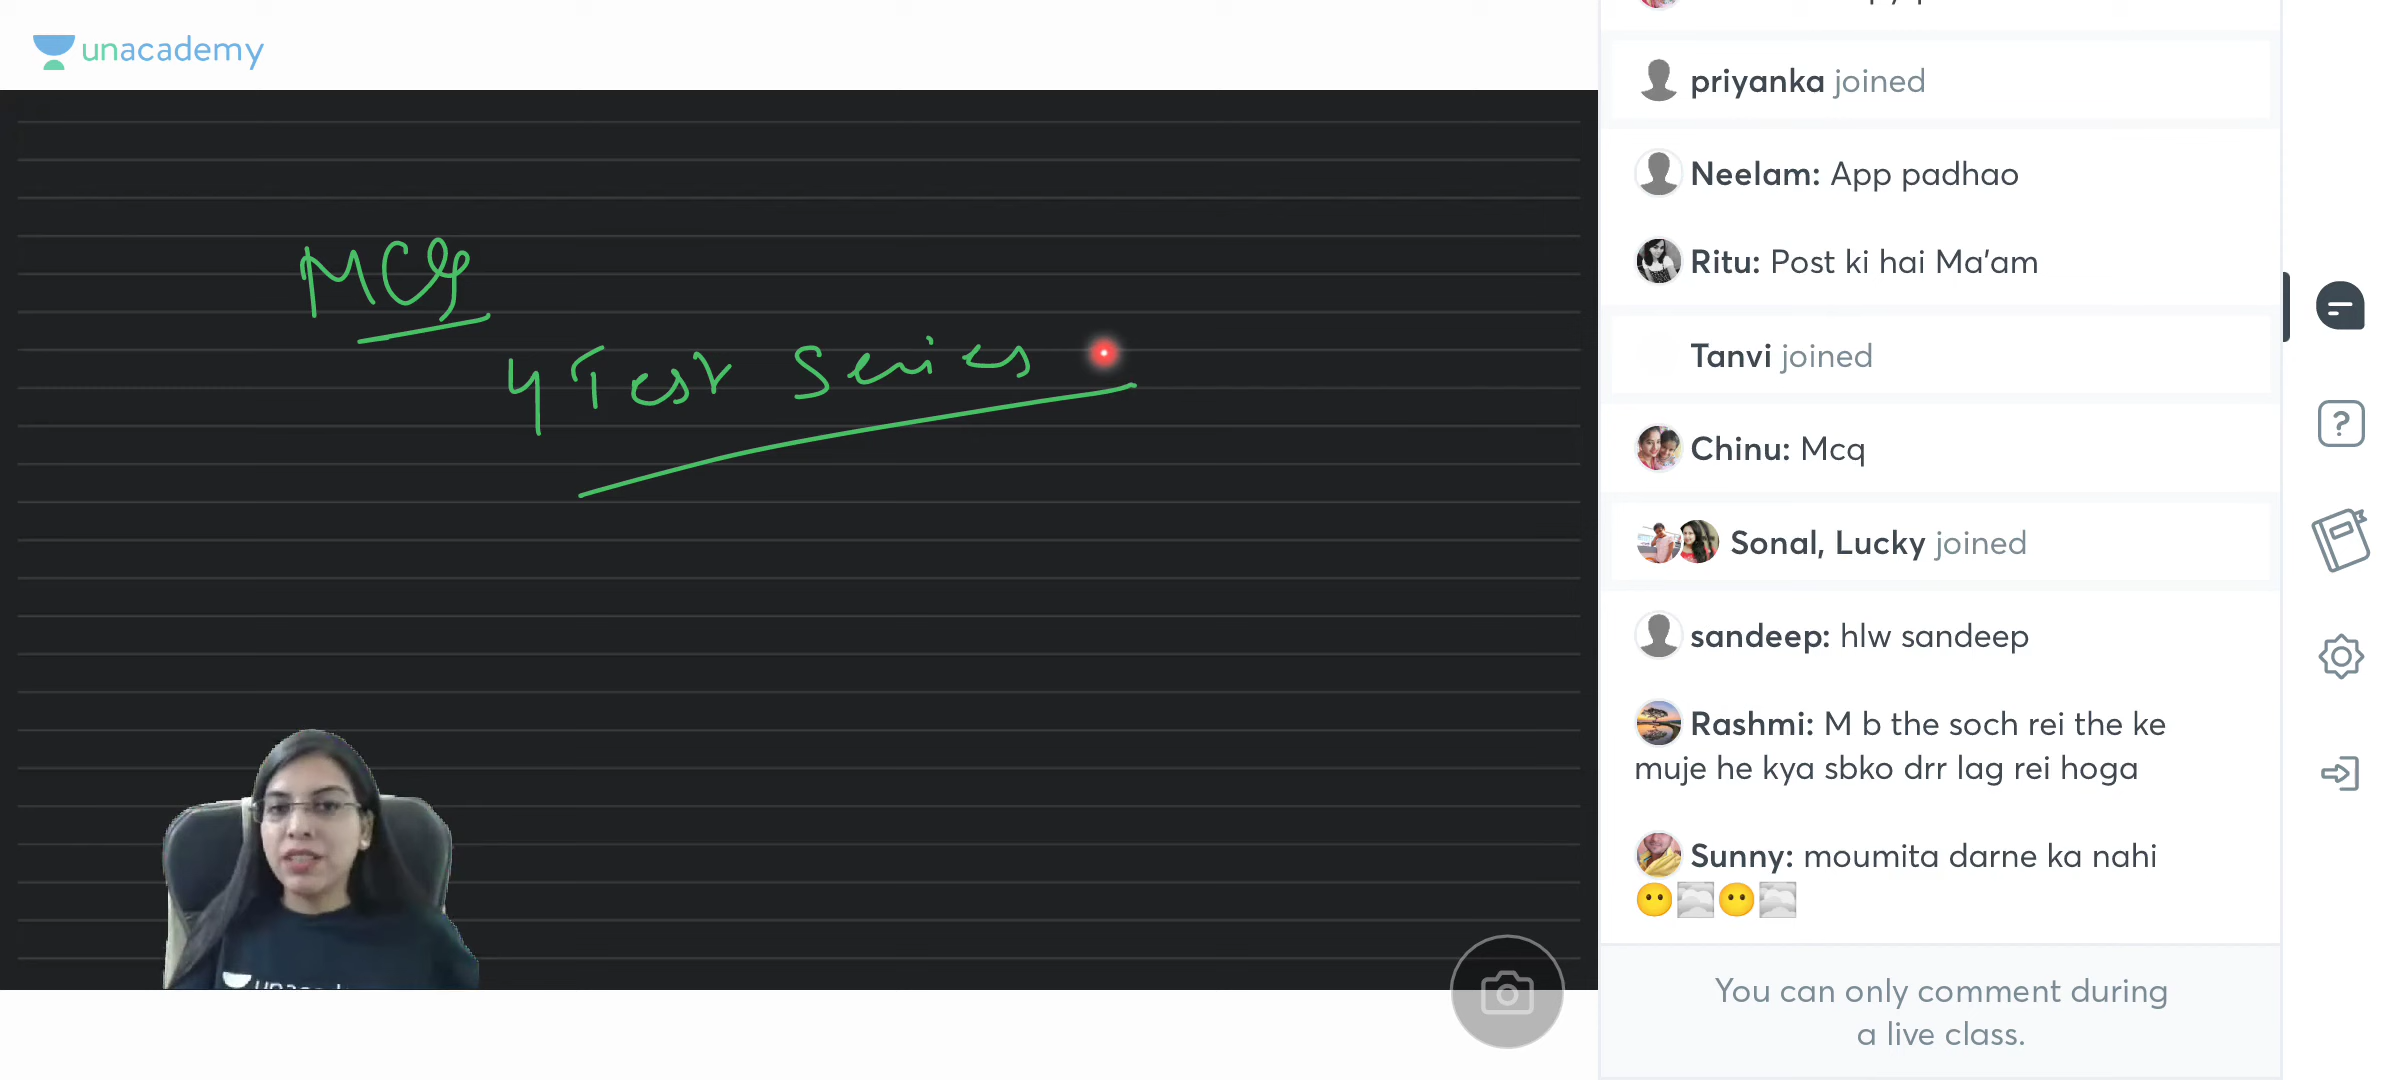 unacademy
MCQ
4 Test Series
priyanka joined
Neelam: App padhao
Ritu: Post ki hai Ma'am
Tanvi joined
Chinu: Mcq
Sonal, Lucky joined
sandeep: hlw sandeep
Rashmi: M b the soch rei the ke
muje he kya sbko drr lag rei hoga
Sunny: moumita darne ka nahi
😶🌫😶🌫
You can only comment during
a live class.